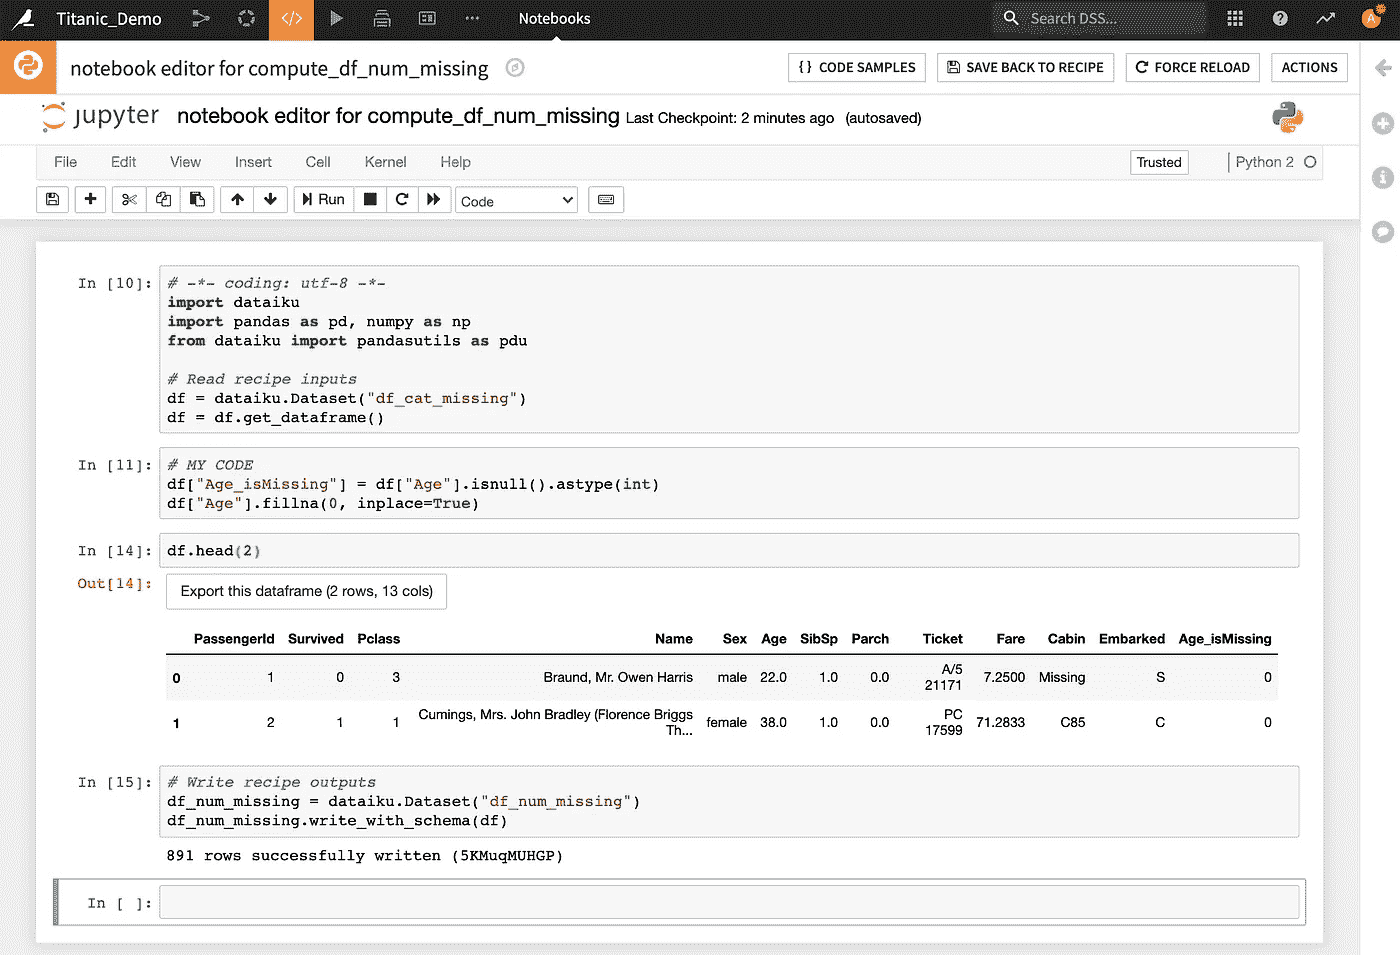 Titanic_Demo
Notebooks
Search DSS...
A
notebook editor for compute_df_num_missing
{} CODE SAMPLES
SAVE BACK TO RECIPE
FORCE RELOAD
ACTIONS
jupyter notebook editor for compute_df_num_missing Last Checkpoint: 2 minutes ago (autosaved)
File Edit View Insert Cell Kernel Help
Trusted
Python 2
Run
Code
In [10]:
# -*- coding: utf-8 -*-
import dataiku
import pandas as pd, numpy as np
from dataiku import pandasutils as pdu
# Read recipe inputs
df = dataiku.Dataset("df_cat_missing")
df = df.get_dataframe()
In [11]:
# MY CODE
df["Age_isMissing"] = df["Age"].isnull().astype(int)
df["Age"].fillna(0, inplace=True)
In [14]:
df.head(2)
Out[14]:
Export this dataframe (2 rows, 13 cols)
PassengerId Survived Pclass Name Sex Age SibSp Parch Ticket Fare Cabin Embarked Age_isMissing
0 1 0 3 Braund, Mr. Owen Harris male 22.0 1.0 0.0 A/5 21171 7.2500 Missing S 0
1 2 1 1 Cumings, Mrs. John Bradley (Florence Briggs Th... female 38.0 1.0 0.0 PC 17599 71.2833 C85 C 0
In [15]:
# Write recipe outputs
df_num_missing = dataiku.Dataset("df_num_missing")
df_num_missing.write_with_schema(df)
891 rows successfully written (5KMuqMUHGP)
In [ ]: